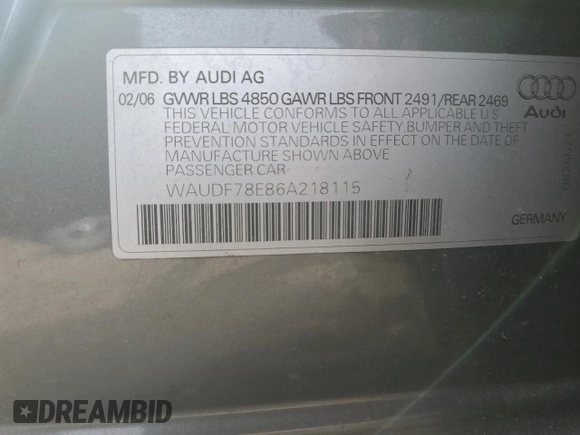 MFD. BY AUDI AG
02/06 GVWR LBS 4850 GAWR LBS FRONT 2491/REAR 2469
THIS VEHICLE CONFORMS TO ALL APPLICABLE U S
FEDERAL MOTOR VEHICLE SAFETY, BUMPER AND THEFT
PREVENTION STANDARDS IN EFFECT ON THE DATE OF
MANUFACTURE SHOWN ABOVE
PASSENGER CAR
WAUDF78E86A218115
Audi
GERMANY
DREAMBID